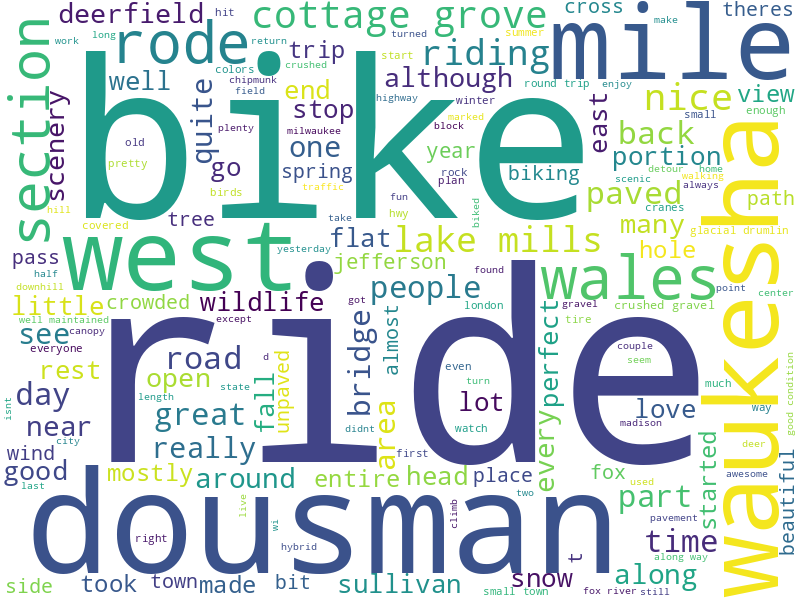 deerfield
hit
cottage grove
cross
theres
work
long
turned
summer
make
rode
return
start
trip
riding
mile
colors
crushed
chipmunk
field
well
although
round trip
enjoy
view
section
scenery
quite
end
stop
highway
winter
nice
enough
plenty
marked
small
old
milwaukee
block
east
back
bike
one
year
portion
pretty
go
spring
rock
plan
biking
detour
home
scenic
walking
always
birds
traffic
fun
paved
path
hill
tree
take
hwy
biked
cranes
many
glacial drumlin
covered
flat
lake mills
hole
waukesha
pass
west
yesterday
jefferson
found
wales
half
downhill
people
point
center
little
crowded
wildlife
got
london
gravel
crushed gravel
well maintained
except
tire
see
canopy
bridge
almost
perfect
everyone
road
d
couple
rest
open
state
fall
unpaved
even
seem
ride
day
length
turn
lot
love
much
way
good condition
isnt
great
area
watch
madison
near
city
really
didnt
every
wind
first
deer
good
mostly
around
entire
head
place
fox
started
awesome
beautiful
last
used
part
live
two
wi
climb
pavement
dousman
right
time
hybrid
t
along way
side
took
town
made
bit
sullivan
snow
along
small town
fox river
still